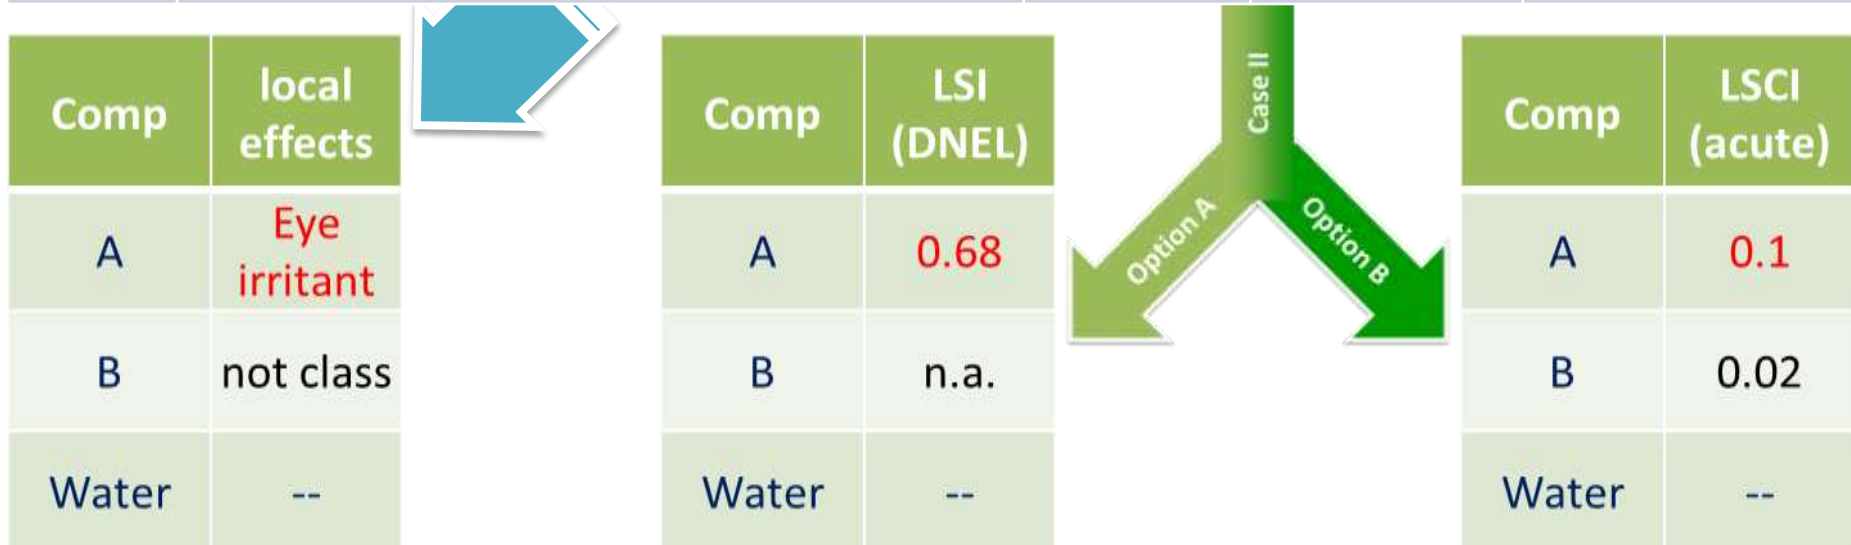 Comp local effects
A Eye irritant
B not class
Water --
Comp LSI (DNEL)
A 0.68
B n.a.
Water --
Case II
Option A
Option B
Comp LSCI (acute)
A 0.1
B 0.02
Water --